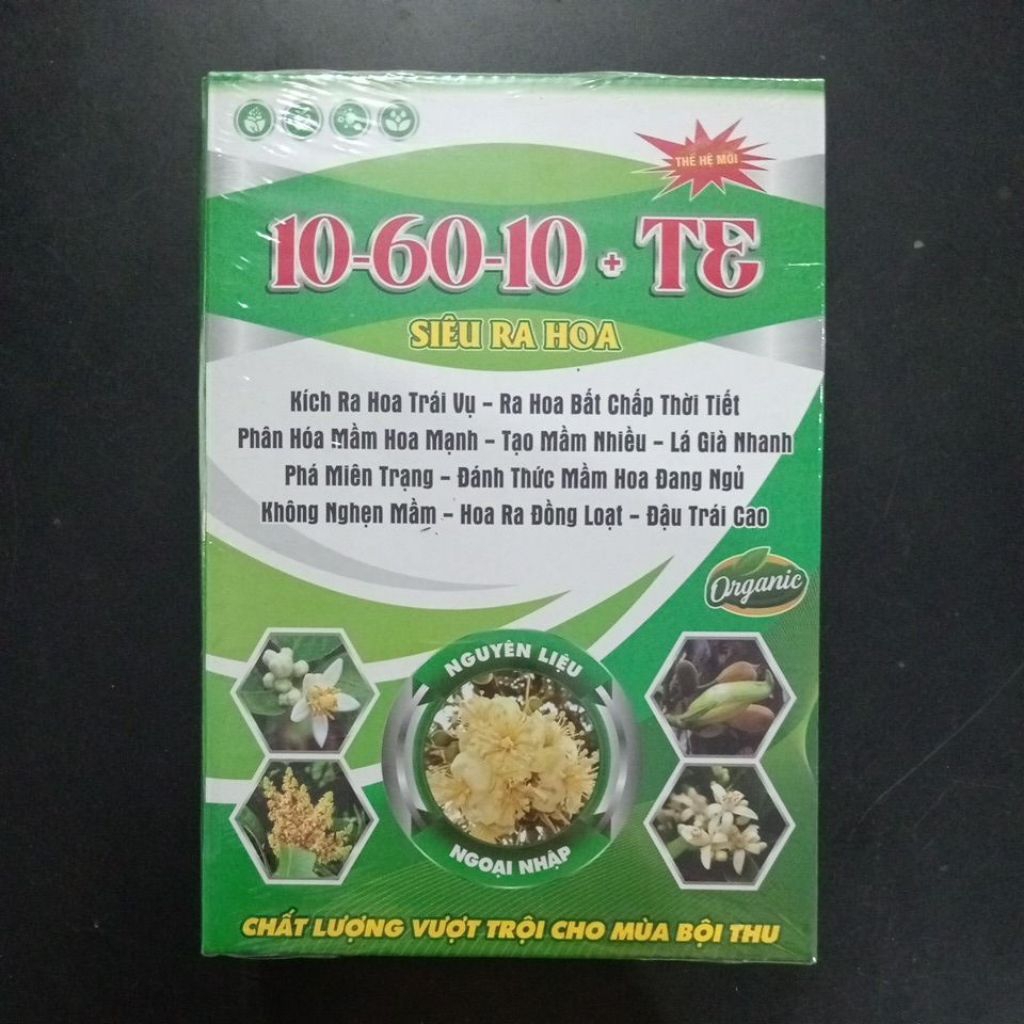 THẾ HỆ MỚI
10-60-10 + TE
SIÊU RA HOA
Kích Ra Hoa Trái Vụ – Ra Hoa Bất Chấp Thời Tiết
Phân Hóa Mầm Hoa Mạnh – Tạo Mầm Nhiều – Lá Già Nhanh
Phá Miên Trạng – Đánh Thức Mầm Hoa Đang Ngủ
Không Nghẹn Mầm – Hoa Ra Đồng Loạt – Đậu Trái Cao
Organic
NGUYÊN LIỆU
NGOẠI NHẬP
CHẤT LƯỢNG VƯỢT TRỘI CHO MÙA BỘI THU